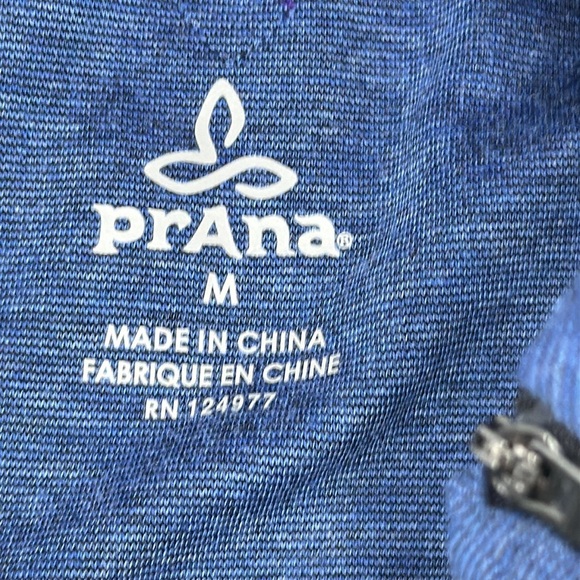 prAna®
M
MADE IN CHINA
FABRIQUE EN CHINE
RN 124977